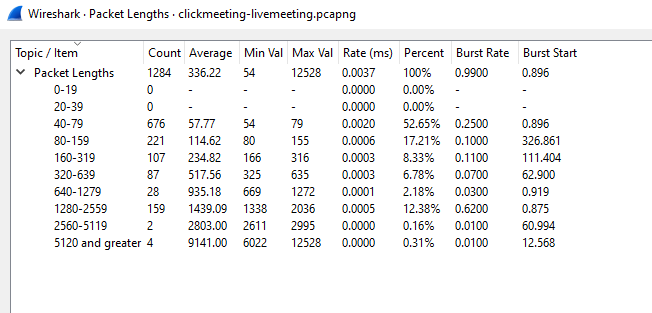 Wireshark · Packet Lengths · clickmeeting-livemeeting.pcapng
Topic / Item Count Average Min Val Max Val Rate (ms) Percent Burst Rate Burst Start
Packet Lengths 1284 336.22 54 12528 0.0037 100% 0.9900 0.896
0-19 0 - - - 0.0000 0.00% - -
20-39 0 - - - 0.0000 0.00% - -
40-79 676 57.77 54 79 0.0020 52.65% 0.2500 0.896
80-159 221 114.62 80 155 0.0006 17.21% 0.1000 326.861
160-319 107 234.82 166 316 0.0003 8.33% 0.1100 111.404
320-639 87 517.56 325 635 0.0003 6.78% 0.0700 62.900
640-1279 28 935.18 669 1272 0.0001 2.18% 0.0300 0.919
1280-2559 159 1439.09 1338 2036 0.0005 12.38% 0.6200 0.875
2560-5119 2 2803.00 2611 2995 0.0000 0.16% 0.0100 60.994
5120 and greater 4 9141.00 6022 12528 0.0000 0.31% 0.0100 12.568